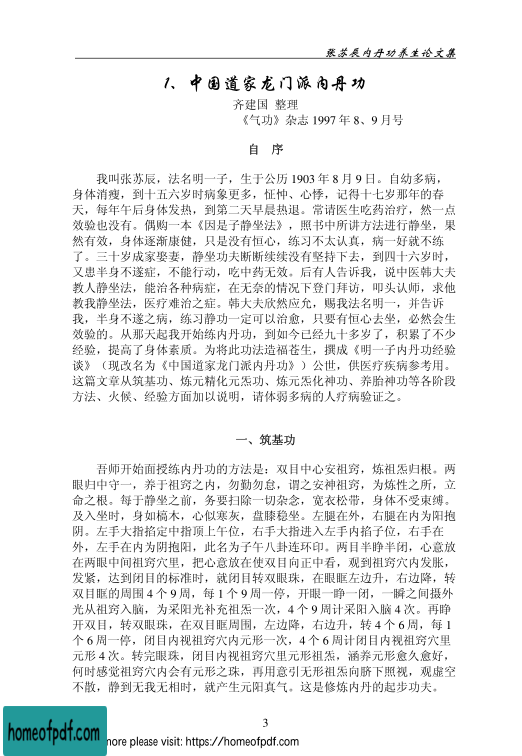 张苏辰内丹功养生论文集
1、中国道家龙门派内丹功
齐建国 整理
《气功》杂志 1997 年 8、9 月号
自 序
我叫张苏辰，法名明一子，生于公历 1903 年 8 月 9 日。自幼多病，
身体消瘦，到十五六岁时病象更多，怔忡、心悸，记得十七岁那年的春
天，每年午后身体发热，到第二天早晨热退。常请医生吃药治疗，然一点
效验也没有。偶购一本《因是子静坐法》，照书中所讲方法进行静坐，果
然有效，身体逐渐康健，只是没有恒心，练习不太认真，病一好就不练
了。三十岁成家娶妻，静坐功夫断断续续没有坚持下去，到四十六岁时，
又患半身不遂症，不能行动，吃中药无效。后有人告诉我，说中医韩大夫
教人静坐法，能治各种病症，在无奈的情况下登门拜访，叩头认师，求他
教我静坐法，医疗难治之症。韩大夫欣然应允，赐我法名明一，并告诉
我，半身不遂之病，练习静功一定可以治愈，只要有恒心去坐，必然会生
效验的。从那天起我开始练内丹功，到如今已经九十多岁了，积累了不少
经验，提高了身体素质。为将此功法造福苍生，撰成《明一子内丹功经验
谈》（现改名为《中国道家龙门派内丹功》）公世，供医疗疾病参考用。
这篇文章从筑基功、炼元精化元炁功、炼元炁化神功、养胎神功等各阶段
方法、火候、经验方面加以说明，请体弱多病的人疗病验证之。
一、筑基功
吾师开始面授练内丹功的方法是：双目中心安祖窍，炼祖炁归根。两
眼归中守一，养于祖窍之内，勿勤勿怠，谓之安神祖窍，为炼性之所，立
命之根。每于静坐之前，务要扫除一切杂念，宽衣松带，身体不受束缚。
及入坐时，身如槁木，心似寒灰，盘膝稳坐。左腿在外，右腿在内为阳抱
阴。左手大指掐定中指顶上午位，右手大指进入左手内掐子位，右手在
外，左手在内为阴抱阳，此名为子午八卦连环印。两目半睁半闭，心意放
在两眼中间祖窍穴里，把心意放在使双目向正中看，观到祖窍穴内发胀，
发紧，达到闭目的标准时，就闭目转双眼珠，在眼眶左边升，右边降，转
双目眶的周围 4 个 9 周，每 1 个 9 周一停，开眼一睁一闭，一瞬之间摄外
光从祖窍入脑，为采阳光补充祖炁一次，4 个 9 周计采阳入脑 4 次。再睁
开双目，转双眼珠，在双目眶周围，左边降，右边升，转 4 个 6 周，每 1
个 6 周一停，闭目内视祖窍穴内元形一次，4 个 6 周计闭目内视祖窍穴里
元形 4 次。转完眼珠，闭目内视祖窍穴里元形祖炁，涵养元形愈久愈好，
何时感觉祖窍穴内会有元形之珠，再用意引无形祖炁向脐下照视，观虚空
不散，静到无我无相时，就产生元阳真气。这是修炼内丹的起步功夫。
3
homeofpdf.com
more please visit: https://homeofpdf.com